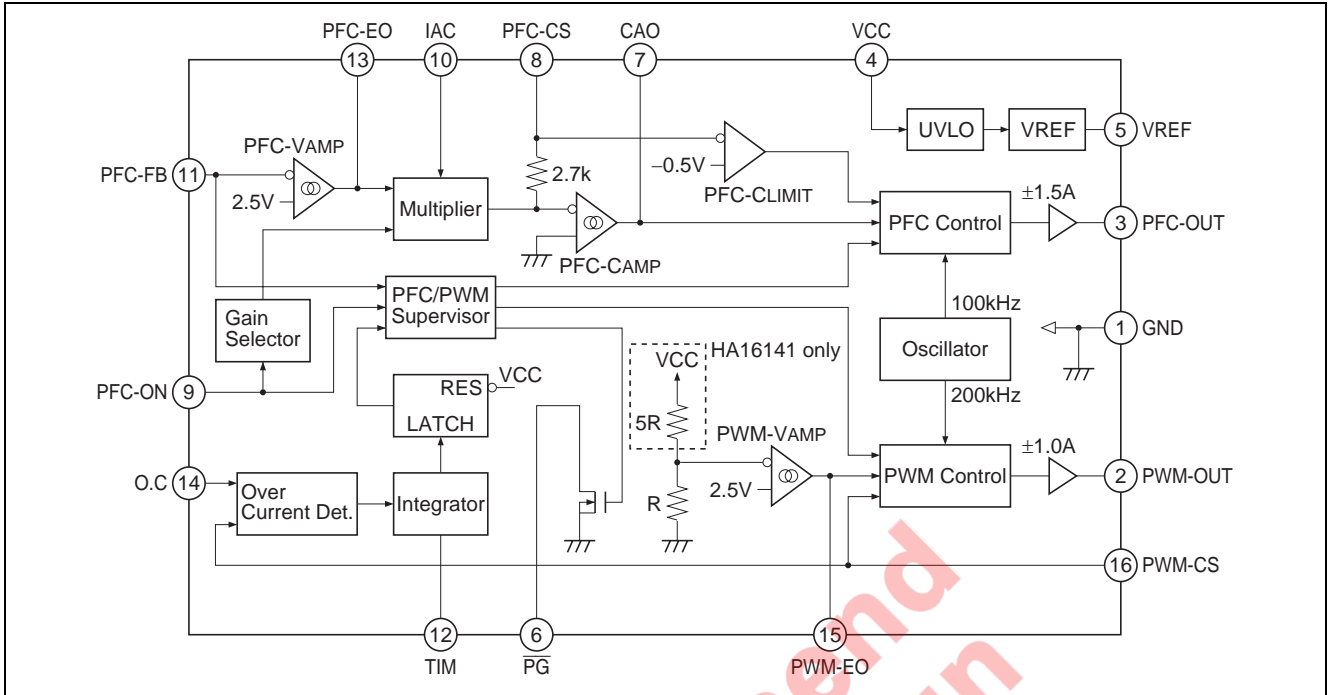 PFC-EO IAC PFC-CS CAO VCC
13 10 8 7 4
UVLO VREF 5 VREF
PFC-VAMP
PFC-FB 11
2.5V
2.7k
–0.5V
PFC-CLIMIT
Multiplier
PFC-CAMP
PFC Control
±1.5A
3 PFC-OUT
PFC/PWM
Supervisor
Gain
Selector
100kHz
Oscillator
200kHz
1 GND
HA16141 only
VCC
5R
R
PFC-ON 9
RES
VCC
LATCH
PWM-VAMP
2.5V
PWM Control
±1.0A
2 PWM-OUT
O.C 14
Over
Current Det.
Integrator
16 PWM-CS
12 6 15
TIM PG PWM-EO
mend